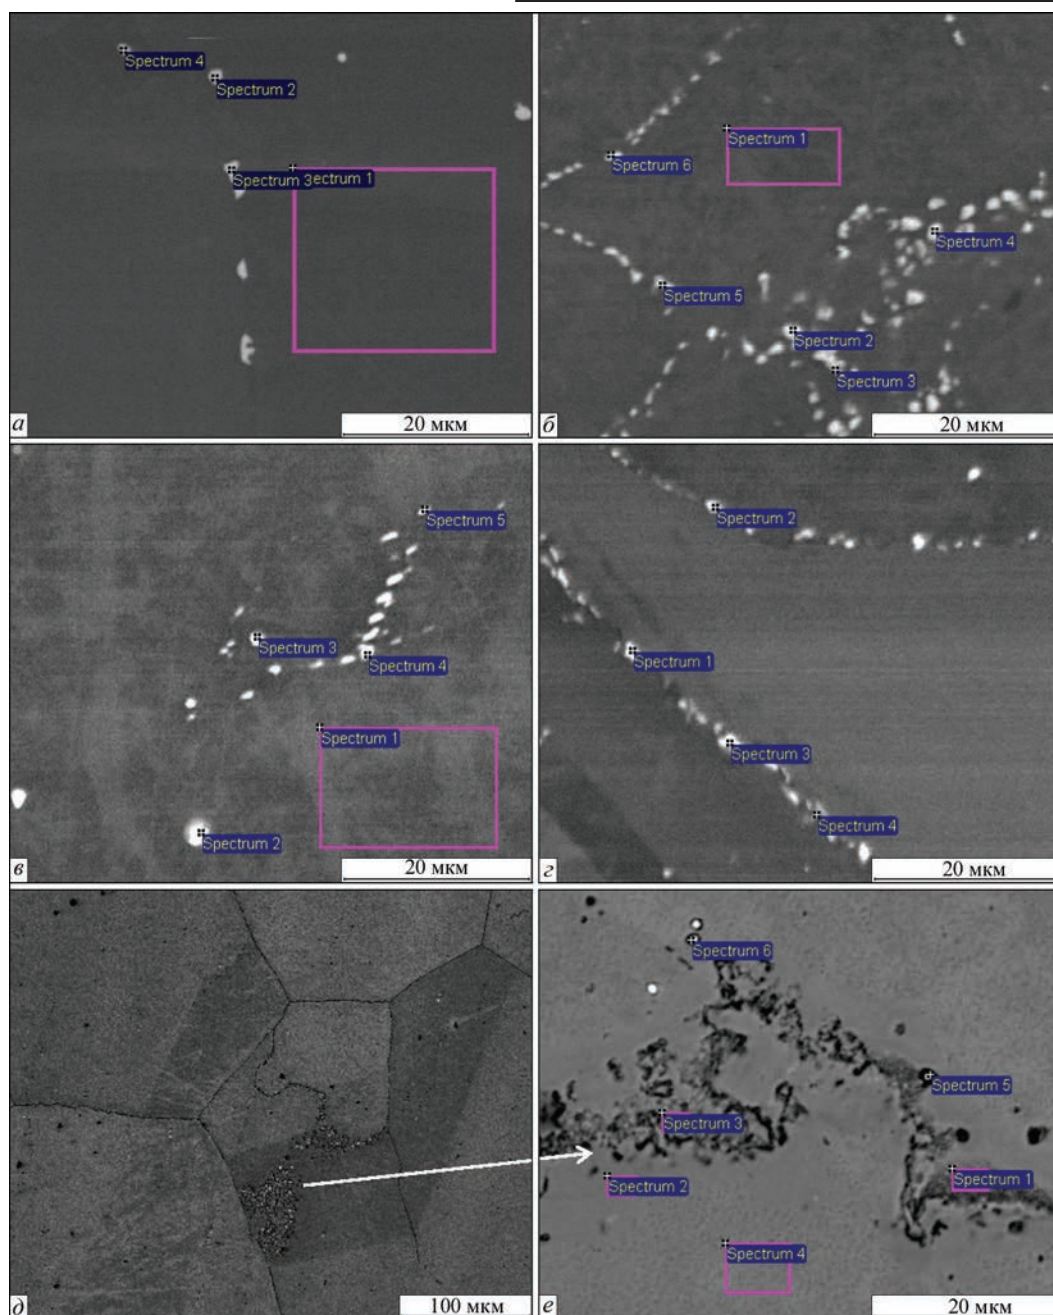 Spectrum 4
Spectrum 2
Spectrum 3
ectrum 1
а
20 мкм
Spectrum 1
Spectrum 6
Spectrum 4
Spectrum 5
Spectrum 2
Spectrum 3
б
20 мкм
Spectrum 5
Spectrum 3
Spectrum 4
Spectrum 1
Spectrum 2
в
20 мкм
Spectrum 2
Spectrum 1
Spectrum 3
Spectrum 4
г
20 мкм
д
100 мкм
Spectrum 6
Spectrum 5
Spectrum 3
Spectrum 1
Spectrum 2
Spectrum 4
е
20 мкм